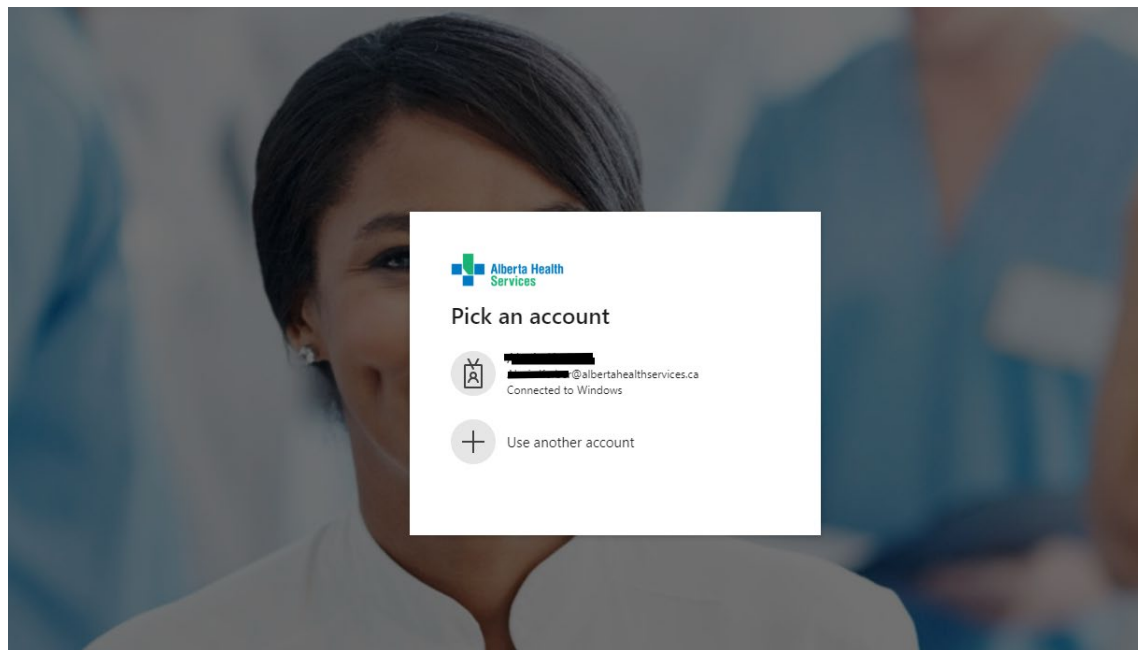 Alberta Health
Services
Pick an account
@albertahealthservices.ca
Connected to Windows
Use another account